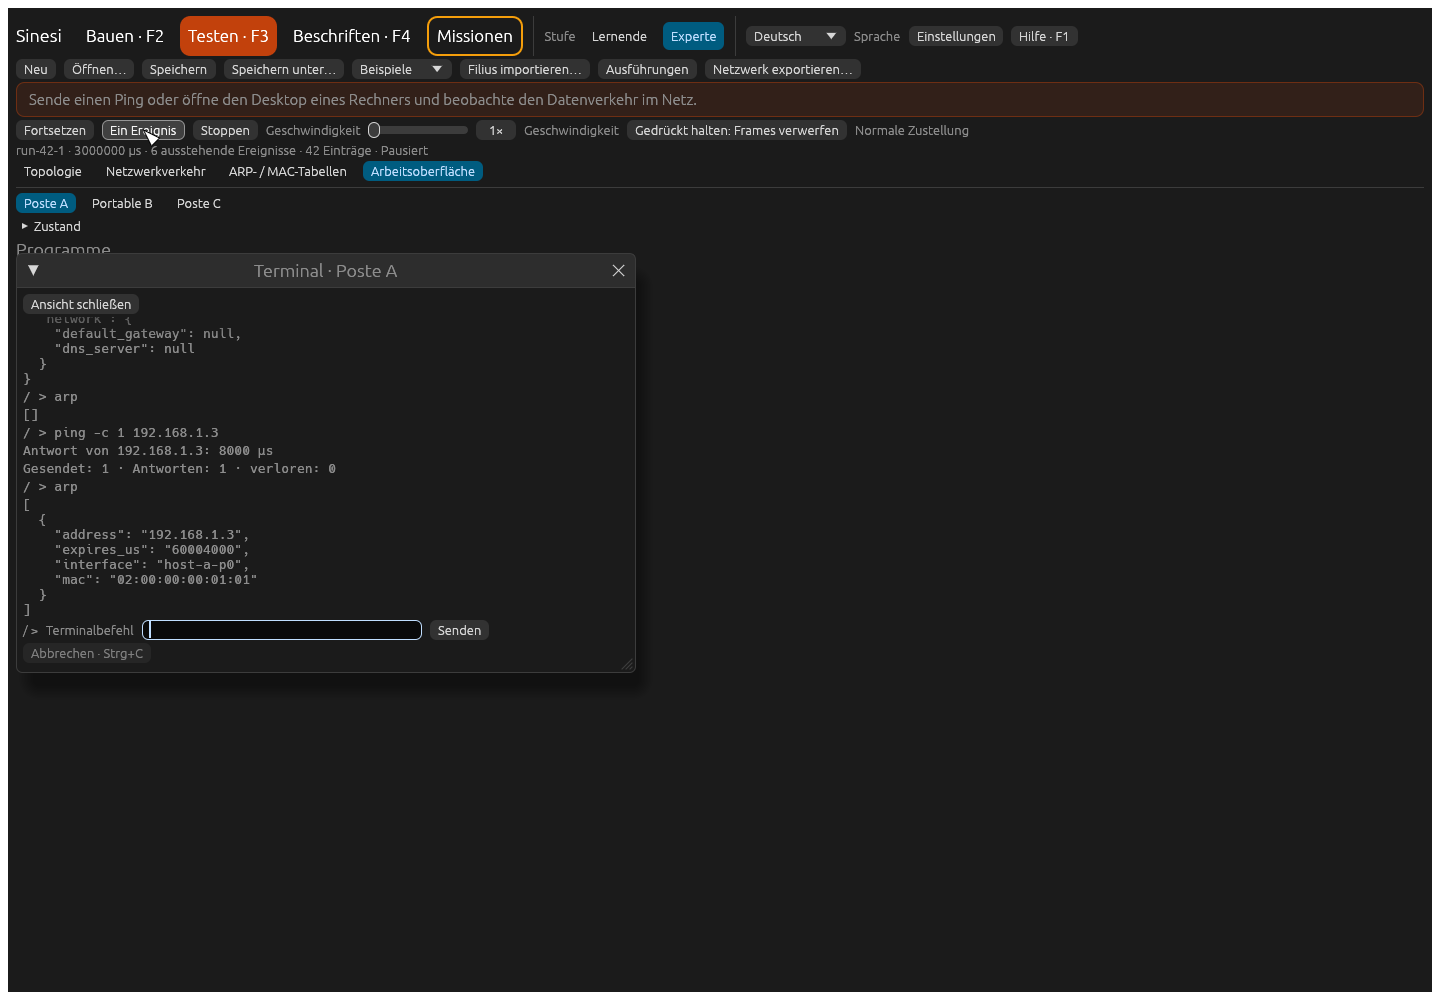 Sinesi Bauen · F2 Testen · F3 Beschriften · F4 Missionen Stufe Lernende Experte Deutsch Sprache Einstellungen Hilfe · F1
Neu Öffnen… Speichern Speichern unter… Beispiele Filius importieren… Ausführungen Netzwerk exportieren…
Sende einen Ping oder öffne den Desktop eines Rechners und beobachte den Datenverkehr im Netz.
Fortsetzen Ein Ereignis Stoppen Geschwindigkeit 1× Geschwindigkeit Gedrückt halten: Frames verwerfen Normale Zustellung
run-42-1 · 3000000 µs · 6 ausstehende Ereignisse · 42 Einträge · Pausiert
Topologie Netzwerkverkehr ARP- / MAC-Tabellen Arbeitsoberfläche
Poste A Portable B Poste C
Zustand
Programme
Terminal · Poste A
Ansicht schließen
"network": {
"default_gateway": null,
"dns_server": null
}
}
/ > arp
[]
/ > ping -c 1 192.168.1.3
Antwort von 192.168.1.3: 8000 µs
Gesendet: 1 · Antworten: 1 · verloren: 0
/ > arp
[
{
"address": "192.168.1.3",
"expires_us": "60004000",
"interface": "host-a-p0",
"mac": "02:00:00:00:01:01"
}
]
/ > Terminalbefehl Senden
Abbrechen · Strg+C